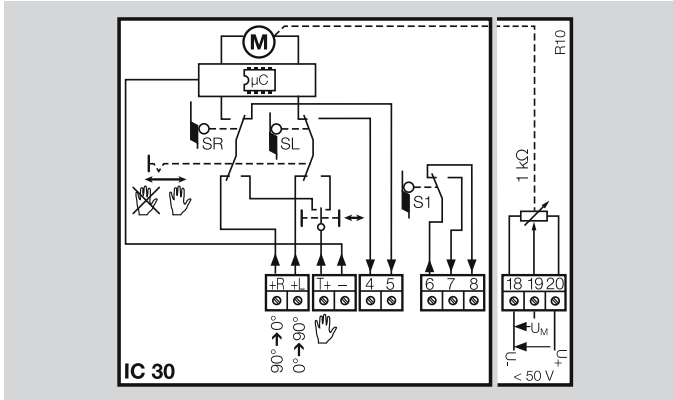 M
R10
µC
SR
SL
1 kΩ
S1
+R +L T+ – 4 5 6 7 8 18 19 20
90°→0°
0°→90°
UM
U-
U+
< 50 V
IC 30